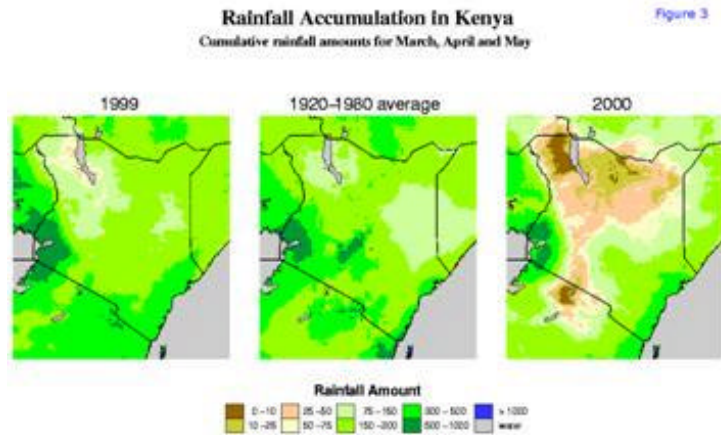 Rainfall Accumulation in Kenya
Figure 3
Cumulative rainfall amounts for March, April and May
1999
1920-1980 average
2000
Rainfall Amount
0-10
25-50
75-150
300-500
> 1000
10-25
50-75
150-300
500-1000
water